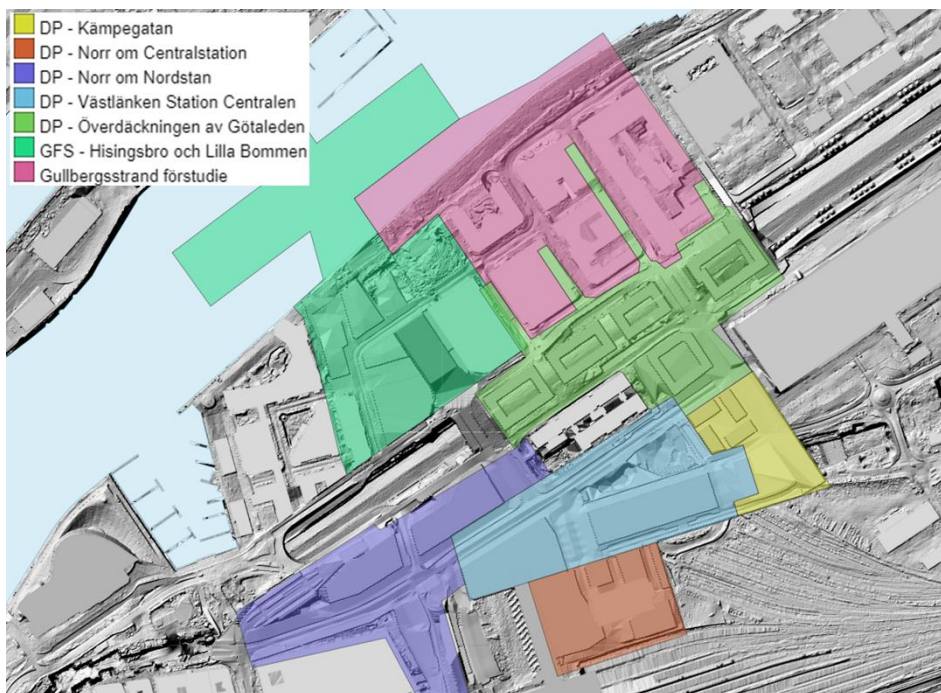 DP - Kämpegatan
DP - Norr om Centralstation
DP - Norr om Nordstan
DP - Västlänken Station Centralen
DP - Överdäckningen av Götaleden
GFS - Hisingsbro och Lilla Bommen
Gullbergsstrand förstudie